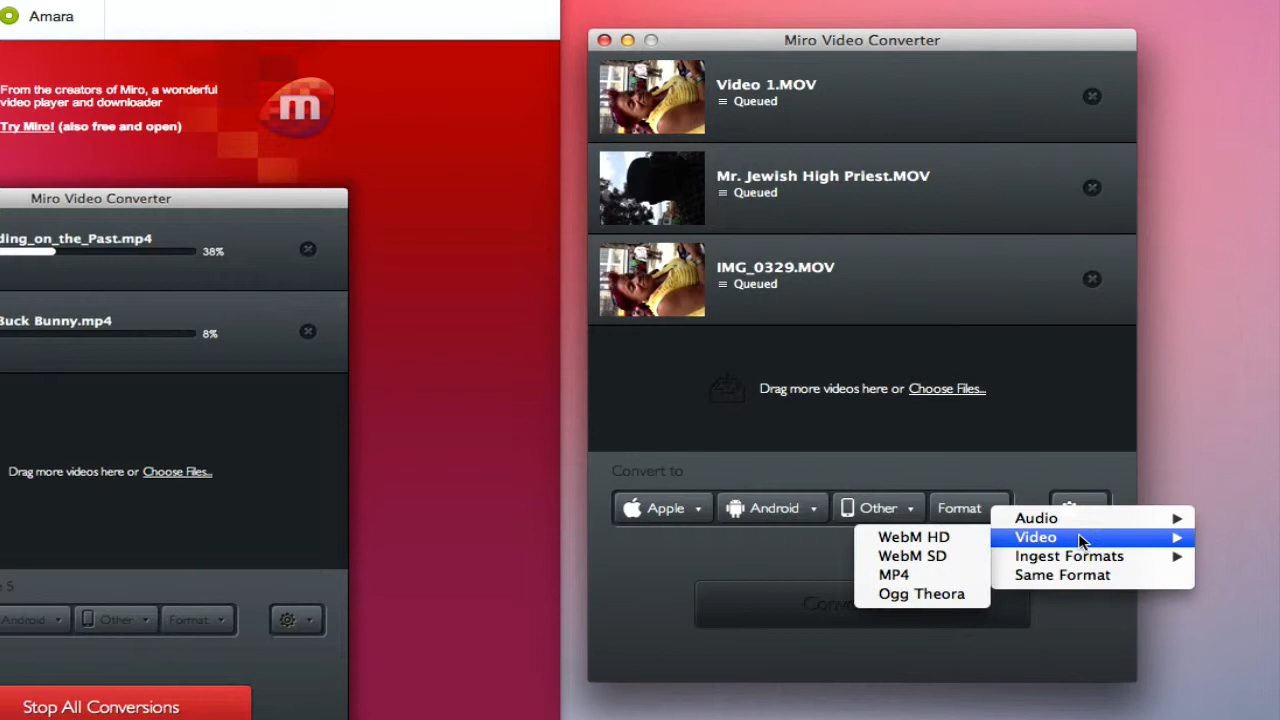 Amara
From the creators of Miro, a wonderful
video player and downloader
Try Miro! (also free and open)
m
Miro Video Converter
ding_on_the_Past.mp4
38%
Buck Bunny.mp4
8%
Drag more videos here or Choose Files...
5
Android
Other
Format
Stop All Conversions
Miro Video Converter
Video 1.MOV
Queued
Mr. Jewish High Priest.MOV
Queued
IMG_0329.MOV
Queued
Drag more videos here or Choose Files...
Convert to
Apple
Android
Other
Format
Audio
Video
Ingest Formats
Same Format
WebM HD
WebM SD
MP4
Ogg Theora